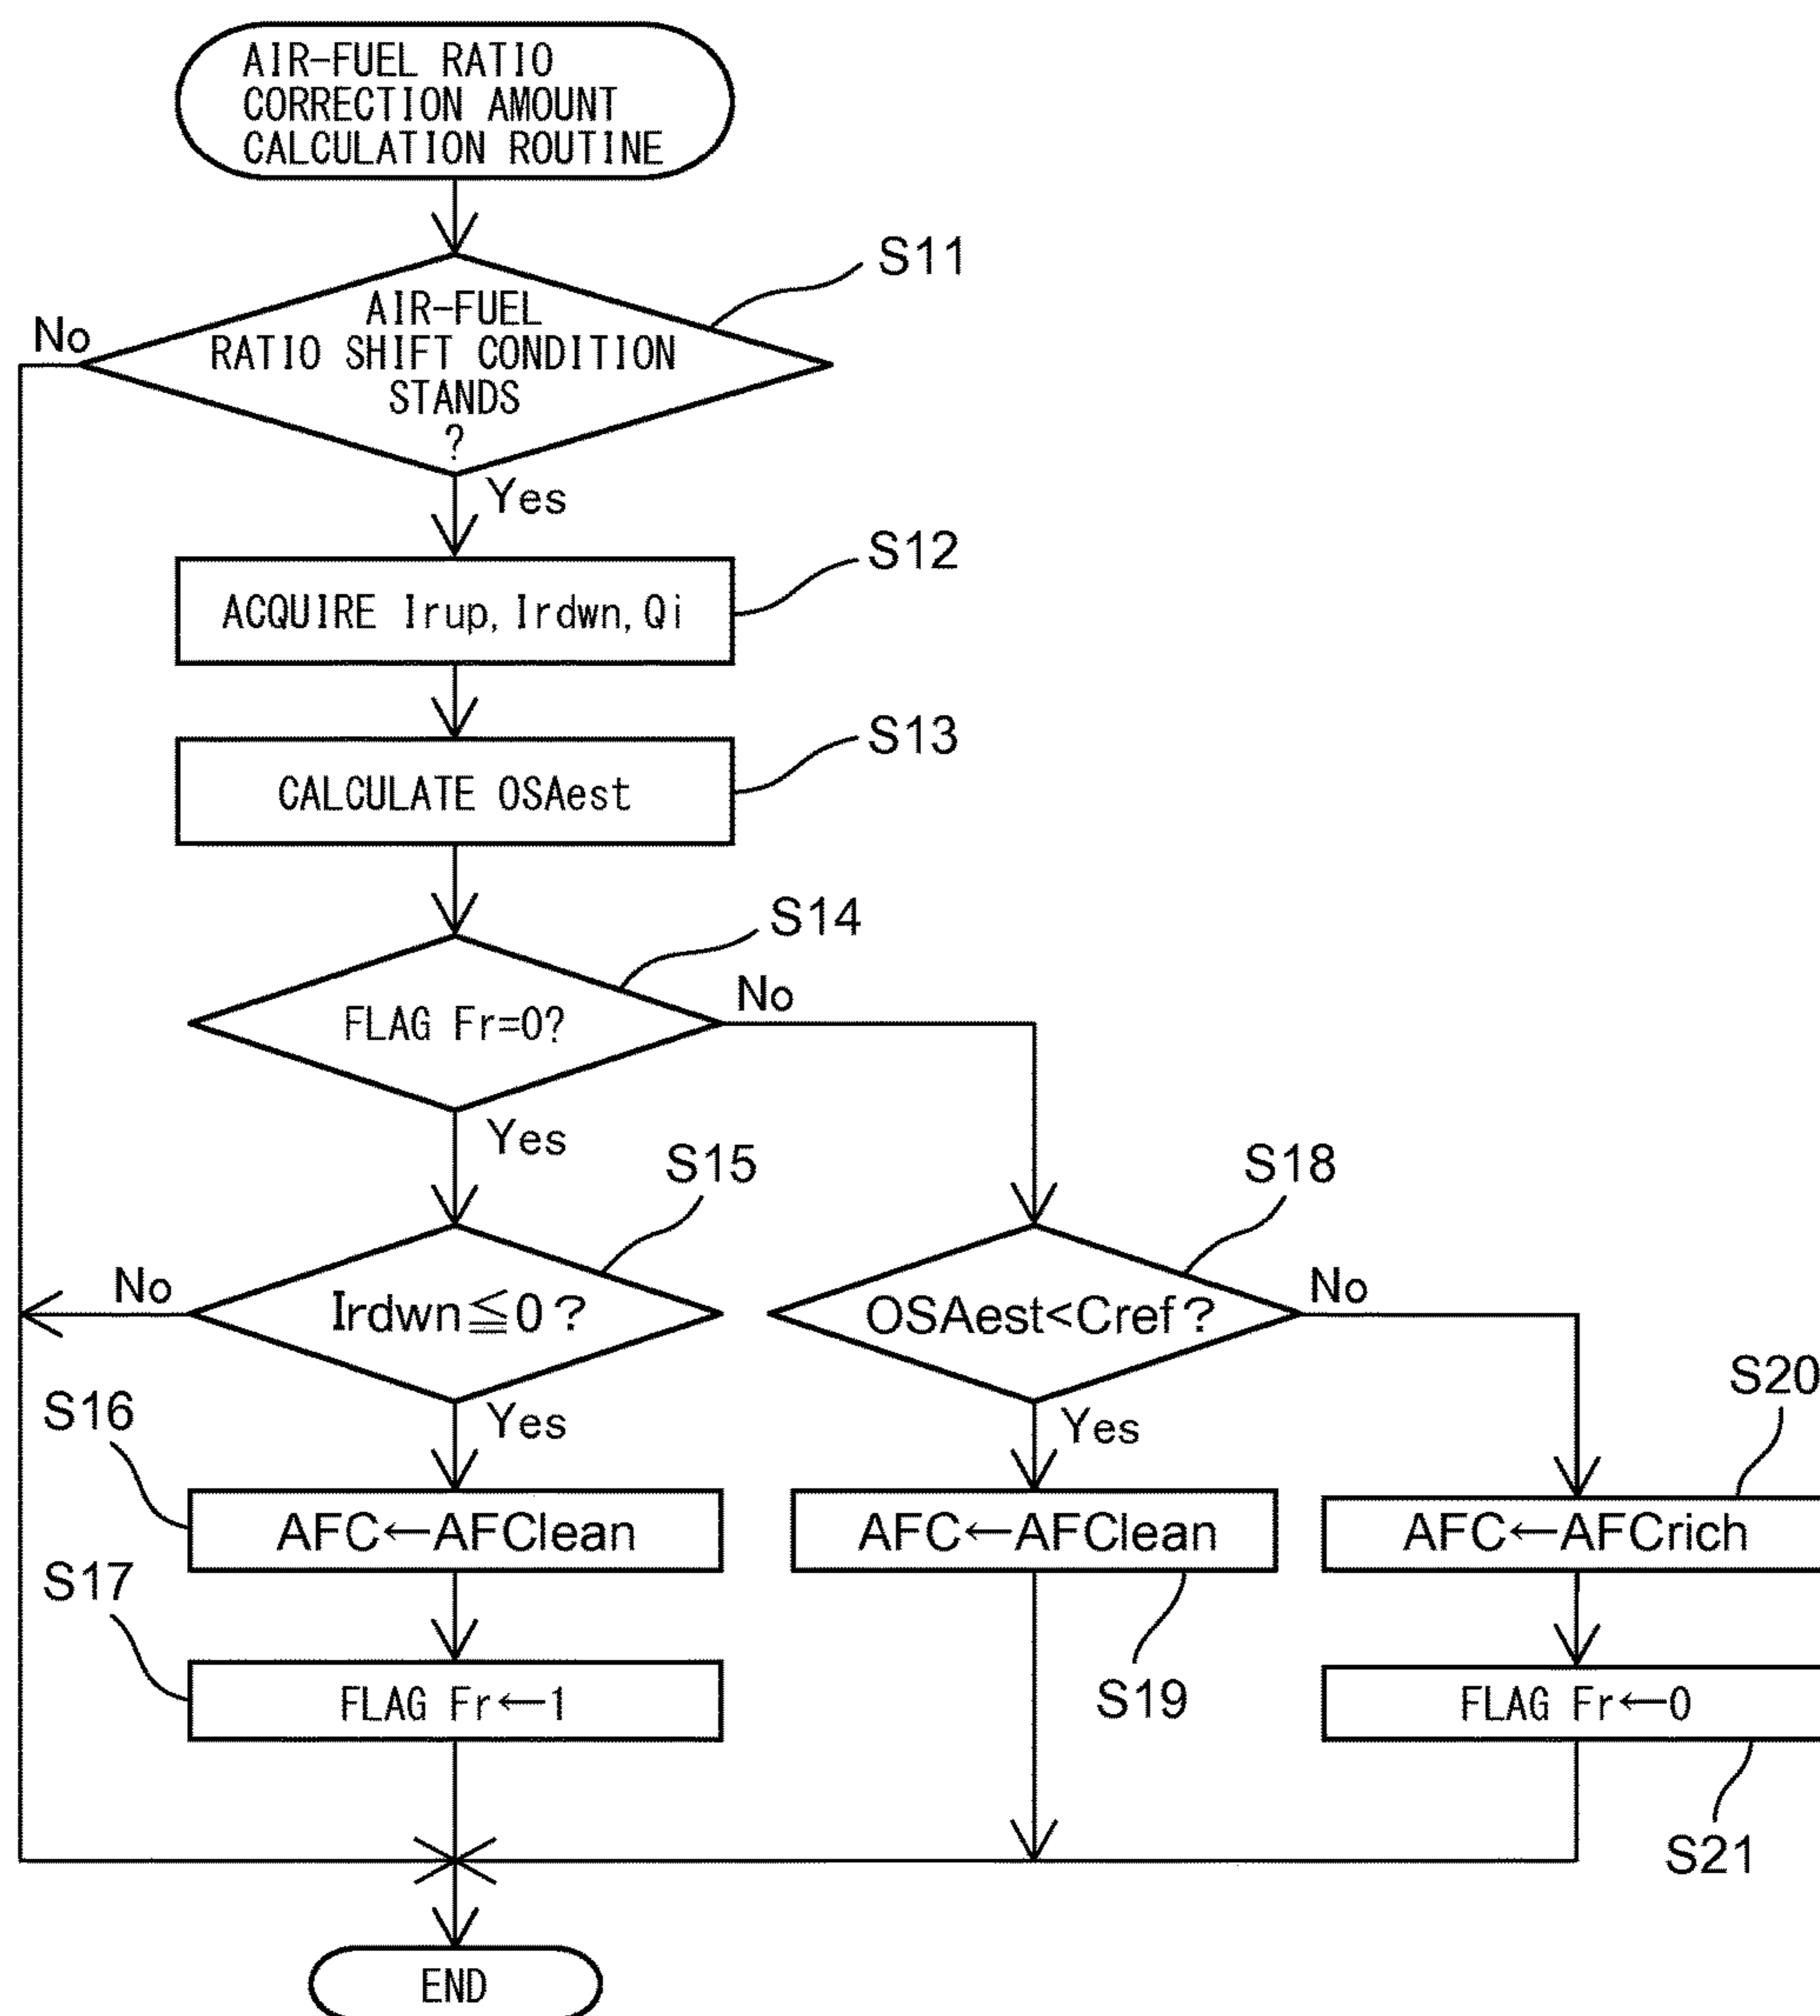 AIR-FUEL RATIO
CORRECTION AMOUNT
CALCULATION ROUTINE
S11
No
AIR-FUEL
RATIO SHIFT CONDITION
STANDS
?
Yes
S12
ACQUIRE Irup, Irdwn, Qi
S13
CALCULATE OSAest
S14
No
FLAG Fr=0?
Yes
S15
S18
No
Irdwn≦0?
OSAest<Cref?
No
S20
S16
Yes
Yes
AFC←AFClean
AFC←AFClean
AFC←AFCrich
S17
S19
FLAG Fr←1
FLAG Fr←0
S21
END